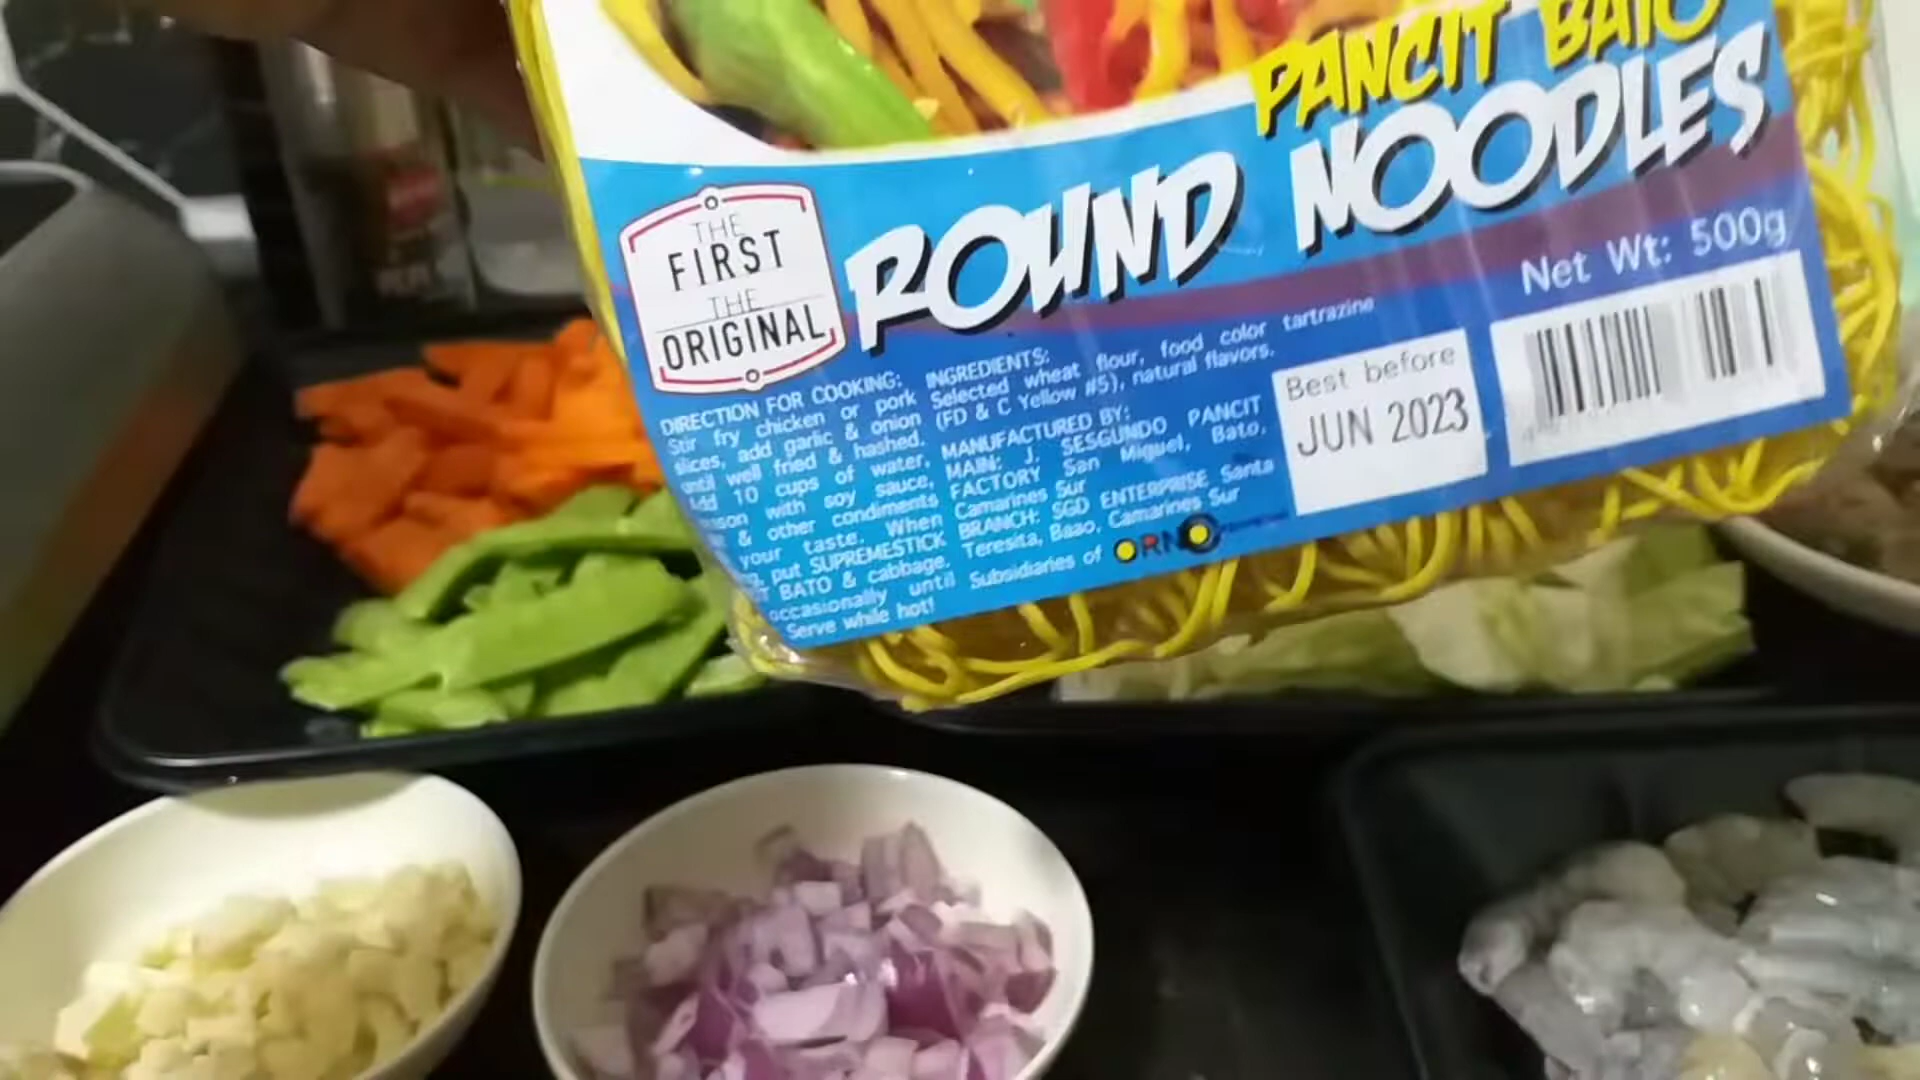 PANCIT BATO
ROUND NOODLES
THE
FIRST
THE
ORIGINAL
Net Wt: 500g
DIRECTION FOR COOKING:
Stir fry chicken or pork
slices, add garlic & onion
until well fried & hashed.
Add 10 cups of water,
with soy sauce,
& other condiments
your taste. When
put SUPREMESTICK
BATO & cabbage.
occasionally until
Serve while hot!
INGREDIENTS:
Selected wheat flour, food color tartrazine
(FD & C Yellow #5), natural flavors.
MANUFACTURED BY:
MAIN: J. SESGUNDO PANCIT
FACTORY San Miguel, Bato,
Camarines Sur
BRANCH: SGD ENTERPRISE Santa
Teresita, Baao, Camarines Sur
Subsidiaries of ORNO
Best before
JUN 2023